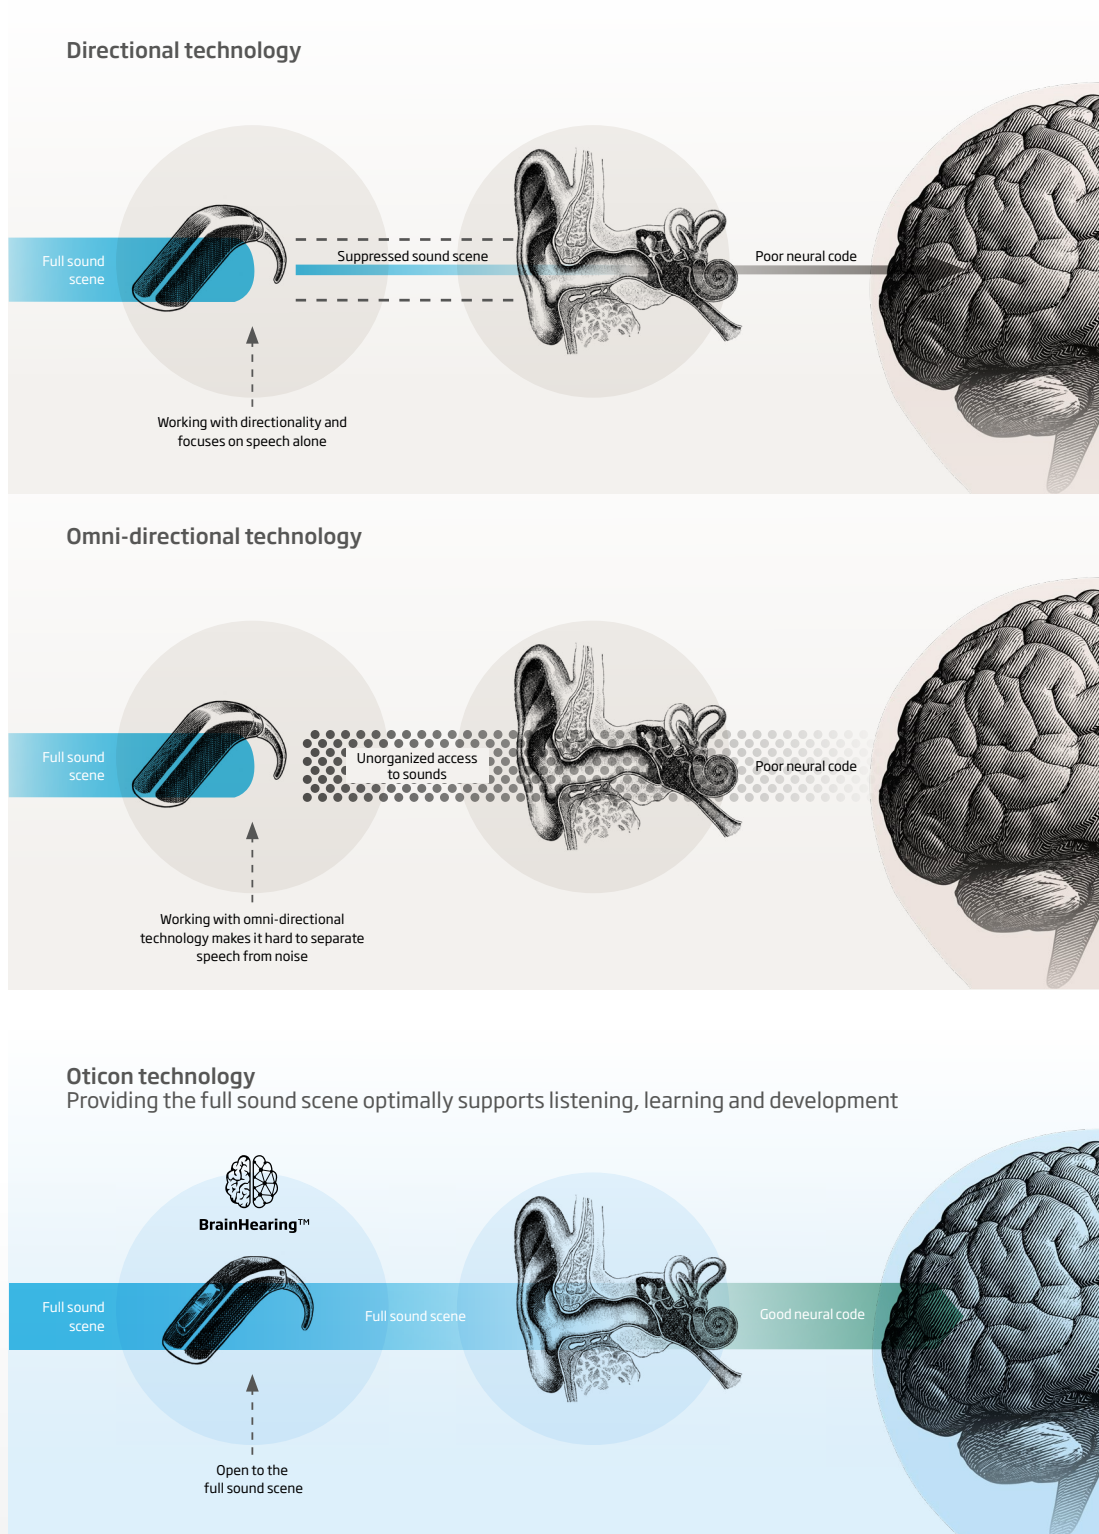 Directional technology
Full sound
scene
Suppressed sound scene
Poor neural code
Working with directionality and
focuses on speech alone
Omni-directional technology
Full sound
scene
Unorganized access
to sounds
Poor neural code
Working with omni-directional
technology makes it hard to separate
speech from noise
Oticon technology
Providing the full sound scene optimally supports listening, learning and development
BrainHearing™
Full sound
scene
Full sound scene
Good neural code
Open to the
full sound scene